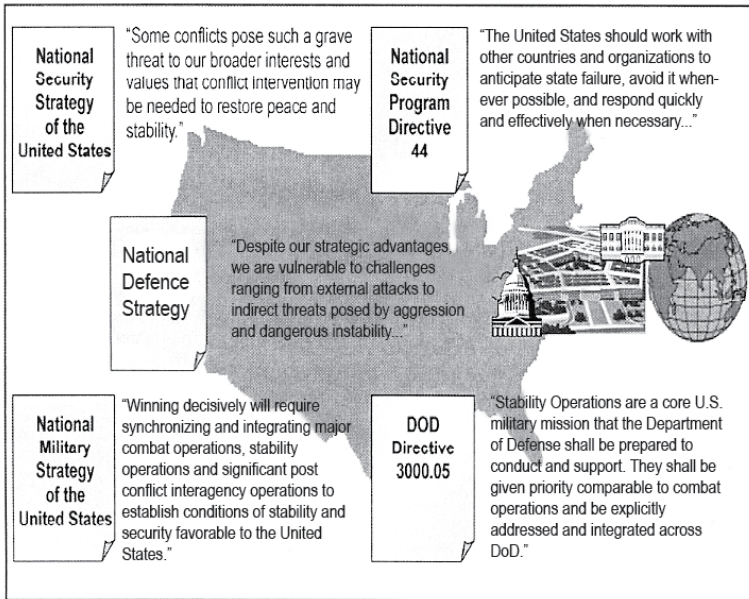 National
Security
Strategy
of the
United States
“Some conflicts pose such a grave
threat to our broader interests and
values that conflict intervention may
be needed to restore peace and
stability.”
National
Security
Program
Directive
44
“The United States should work with
other countries and organizations to
anticipate state failure, avoid it when-
ever possible, and respond quickly
and effectively when necessary...”
National
Defence
Strategy
“Despite our strategic advantages,
we are vulnerable to challenges
ranging from external attacks to
indirect threats posed by aggression
and dangerous instability...”
National
Military
Strategy
of the
United States
“Winning decisively will require
synchronizing and integrating major
combat operations, stability
operations and significant post
conflict interagency operations to
establish conditions of stability and
security favorable to the United
States.”
DOD
Directive
3000.05
“Stability Operations are a core U.S.
military mission that the Department
of Defense shall be prepared to
conduct and support. They shall be
given priority comparable to combat
operations and be explicitly
addressed and integrated across
DoD.”